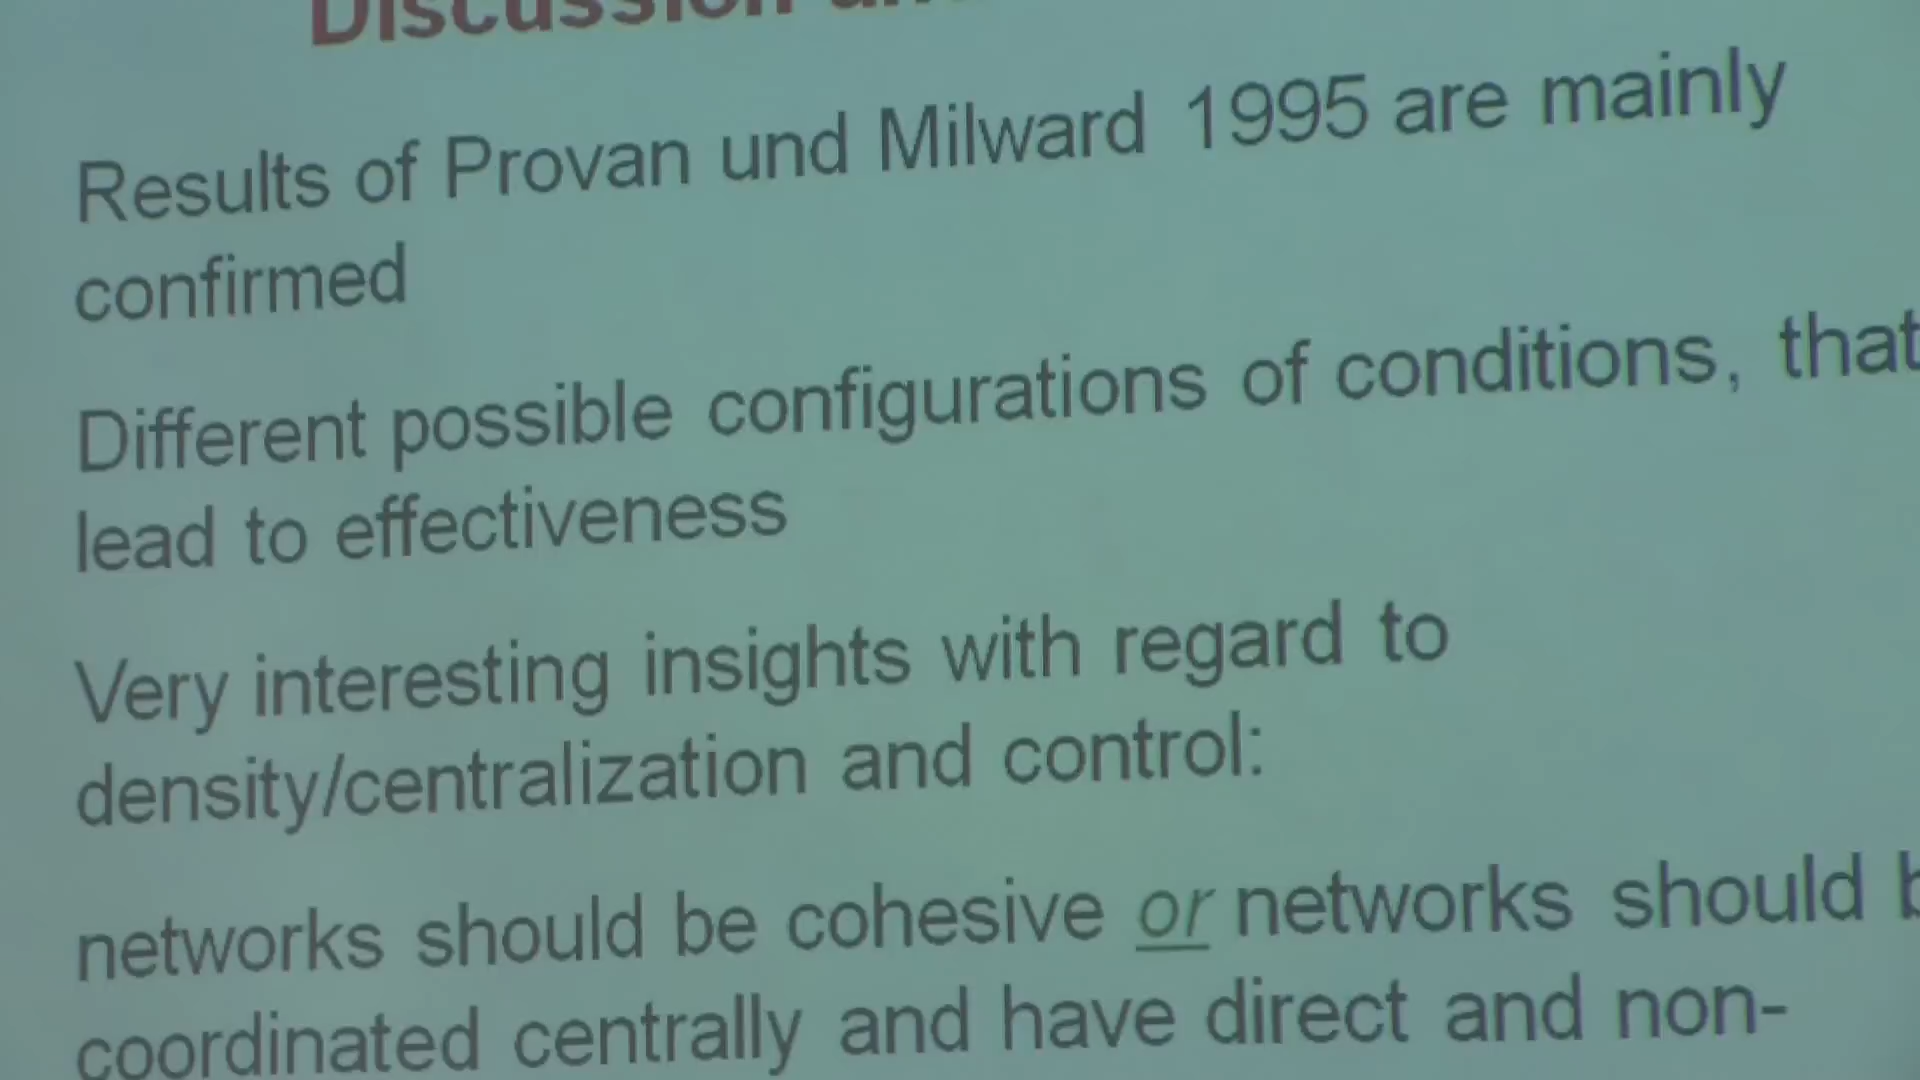 Discussion
Results of Provan und Milward 1995 are mainly
confirmed
Different possible configurations of conditions, that
lead to effectiveness
Very interesting insights with regard to
density/centralization and control:
networks should be cohesive or networks should
coordinated centrally and have direct and non-